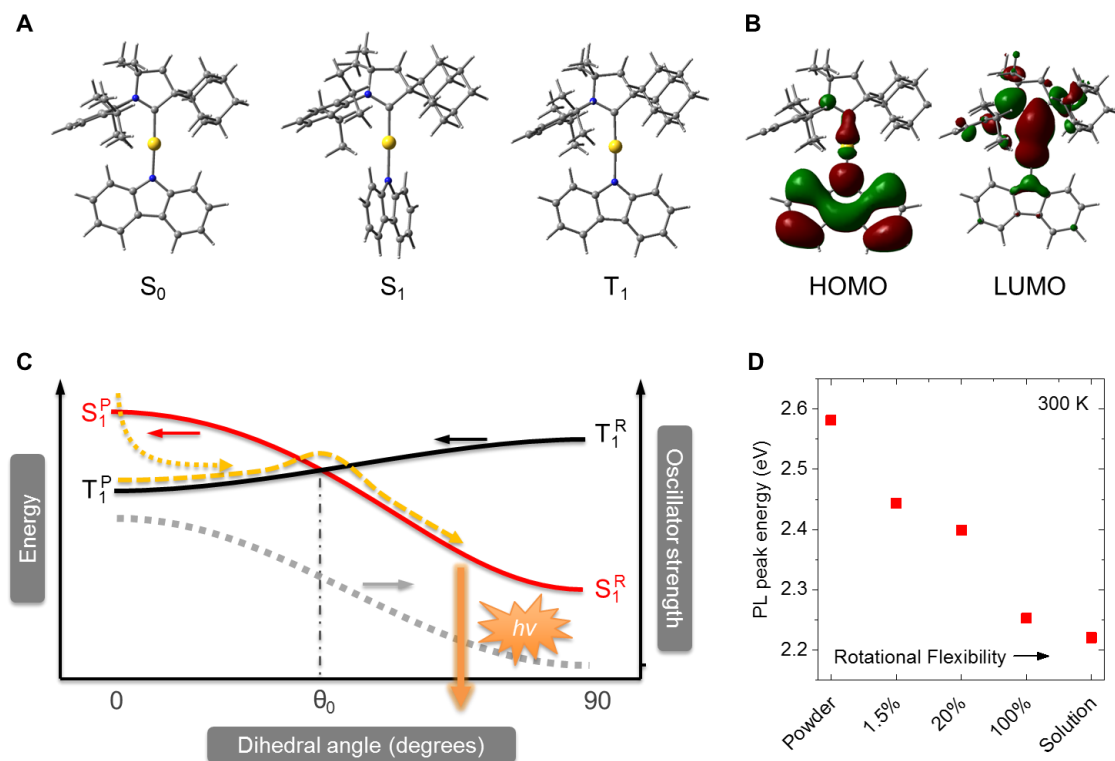 A
S₀
S₁
T₁
B
HOMO
LUMO
C
Energy
S₁ᴾ
T₁ᴾ
T₁ᴿ
S₁ᴿ
hν
Oscillator strength
0
θ₀
90
Dihedral angle (degrees)
D
300 K
PL peak energy (eV)
2.6
2.5
2.4
2.3
2.2
Rotational Flexibility
Powder
1.5%
20%
100%
Solution
N
N
N
N
N
N